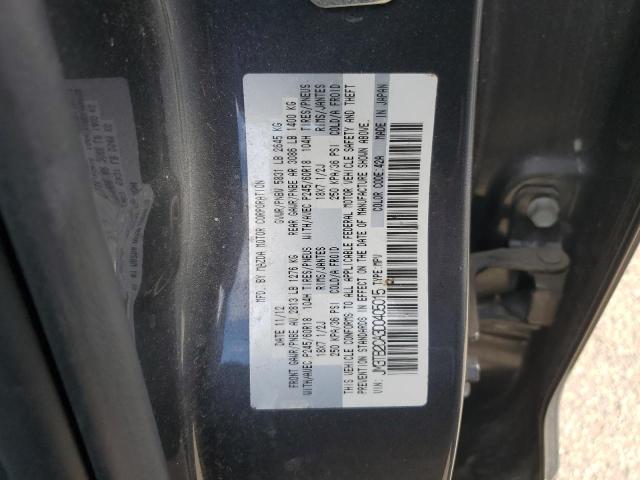 MFD. BY MAZDA MOTOR CORPORATION
DATE 11/12 GVWR/PNBV 5831 LB 2645 KG
FRONT GAWR/PNBE AV 2813 LB 1276 KG REAR GAWR/PNBE AR 3086 LB 1400 KG
WITH/AVEC P245/60R18 104H TIRES/PNEUS WITH/AVEC P245/60R18 104H TIRES/PNEUS
18X7 1/2J RIMS/JANTES 18X7 1/2J RIMS/JANTES
250 KPA/36 PSI COLD/A FROID 250 KPA/36 PSI COLD/A FROID
THIS VEHICLE CONFORMS TO ALL APPLICABLE FEDERAL MOTOR VEHICLE SAFETY AND THEFT
PREVENTION STANDARDS IN EFFECT ON THE DATE OF MANUFACTURE SHOWN ABOVE.
VIN: JM3TB2CA3D0405015 TYPE:MPV COLOR CODE:42A MADE IN JAPAN